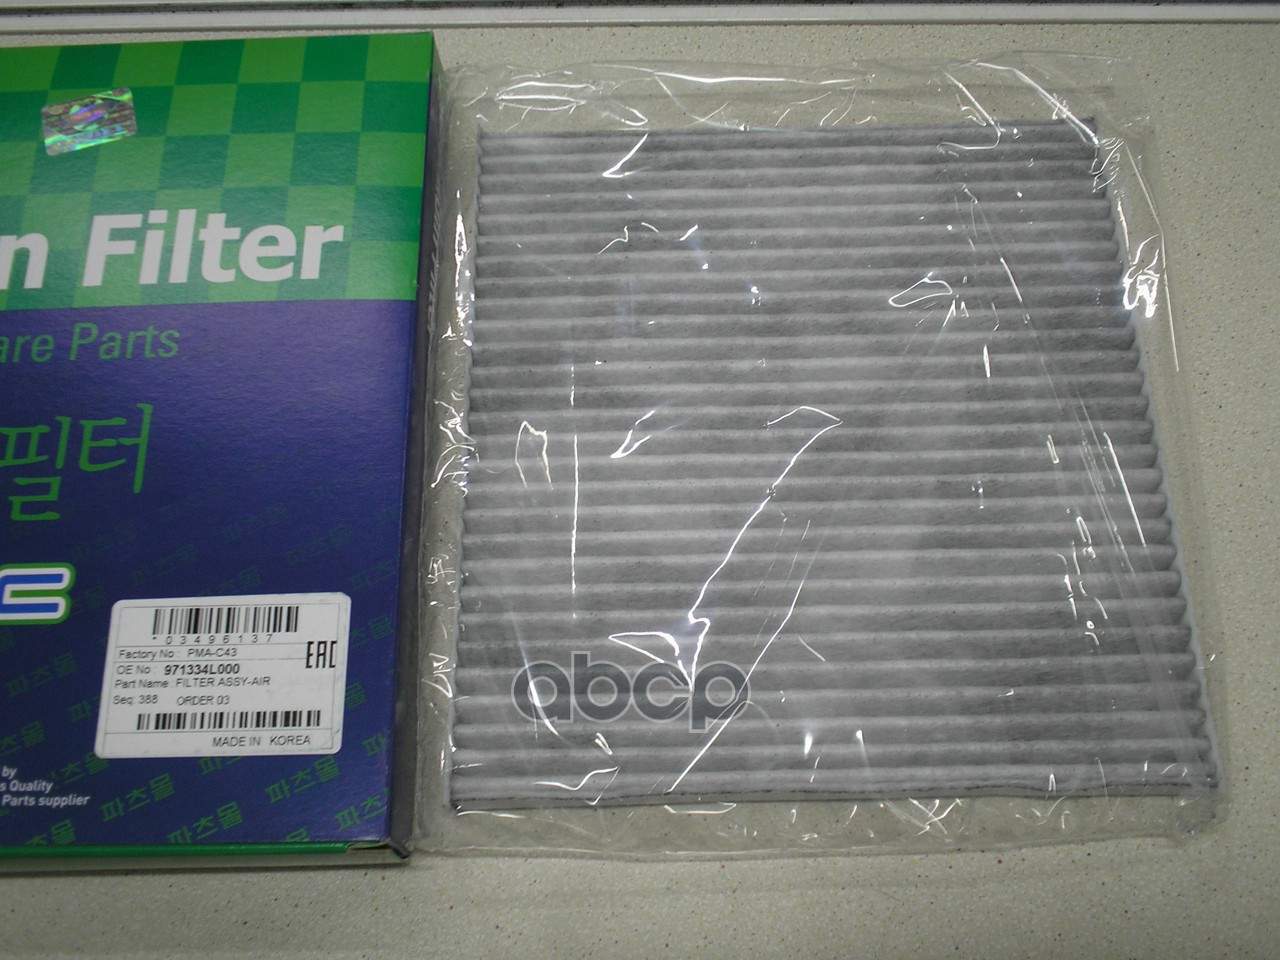 n Filter
are Parts
필터
*03496137
Factory No : PMA-C43
EAC
OE No : 971334L000
Part Name : FILTER ASSY-AIR
Seq: 388 ORDER 03
MADE IN KOREA
by
s Quality
Parts supplier
파츠몰
파츠몰
파츠몰
파츠몰
abcp